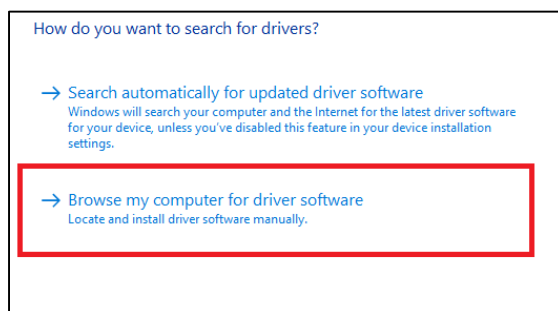 How do you want to search for drivers?
→ Search automatically for updated driver software
Windows will search your computer and the Internet for the latest driver software
for your device, unless you've disabled this feature in your device installation
settings.
→ Browse my computer for driver software
Locate and install driver software manually.